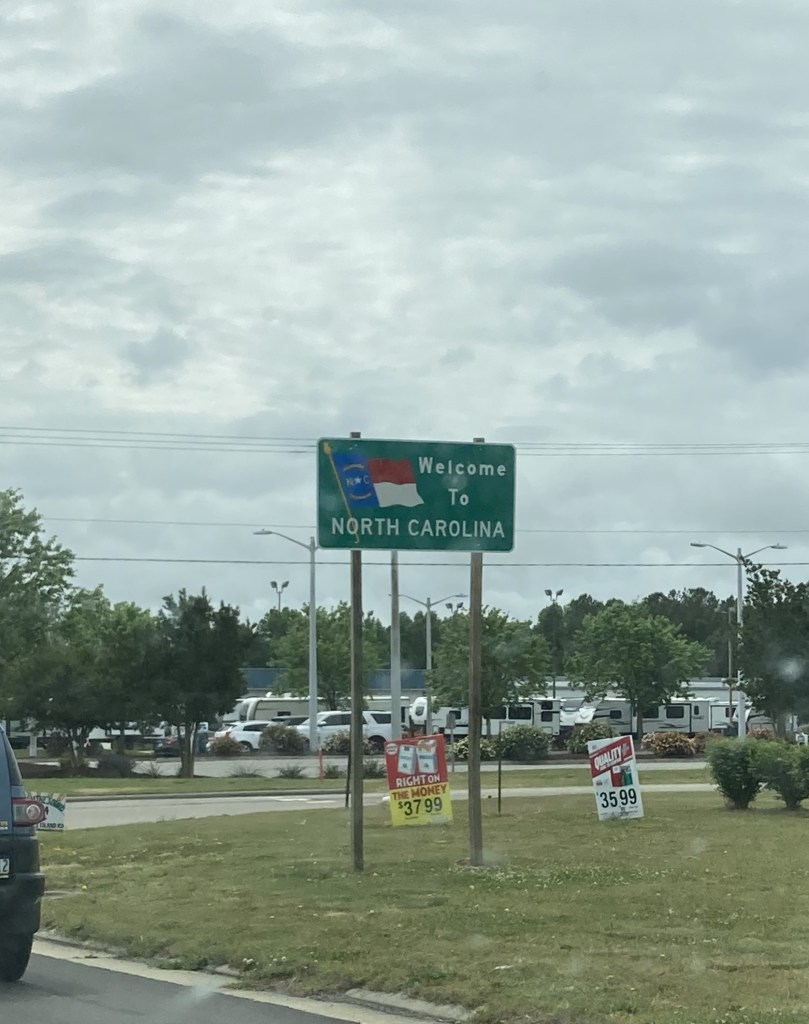 N C
Welcome
To
NORTH CAROLINA
RIGHT ON
THE MONEY
$3799
QUALITY
3599